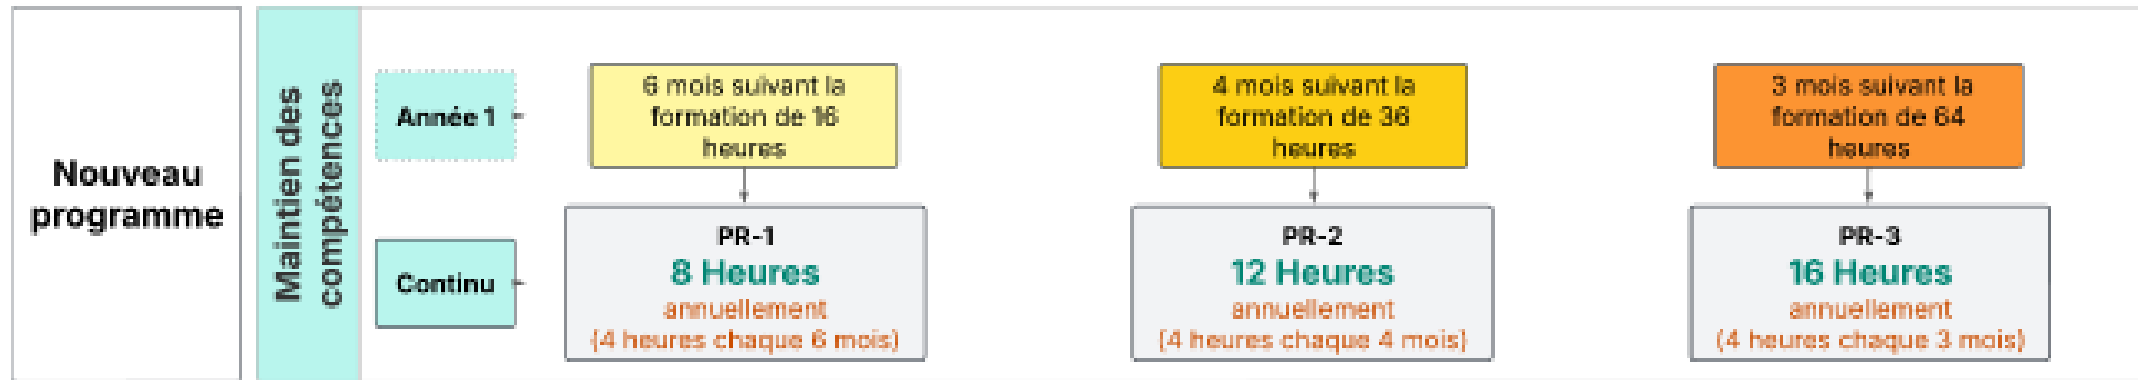 Nouveau
programme
Maintien des
compétences
Année 1
6 mois suivant la
formation de 16
heures
4 mois suivant la
formation de 36
heures
3 mois suivant la
formation de 64
heures
Continu
PR-1
8 Heures
annuellement
(4 heures chaque 6 mois)
PR-2
12 Heures
annuellement
(4 heures chaque 4 mois)
PR-3
16 Heures
annuellement
(4 heures chaque 3 mois)